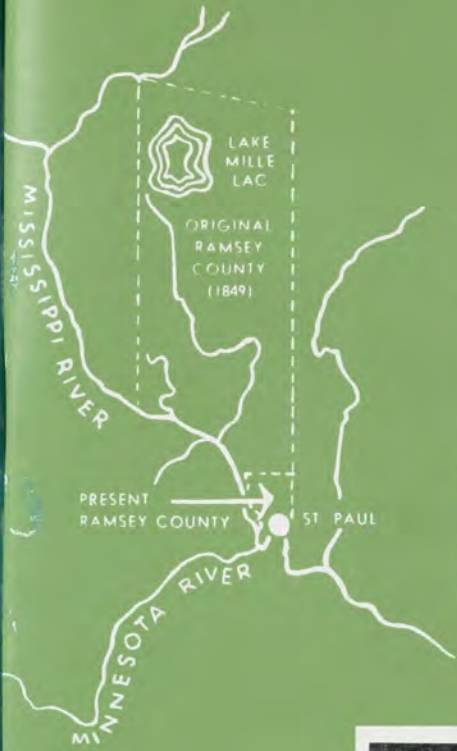 LAKE
MILLE
LAC
ORIGINAL
RAMSEY
COUNTY
(1849)
MISSISSIPPI RIVER
PRESENT
RAMSEY COUNTY
ST PAUL
MINNESOTA RIVER